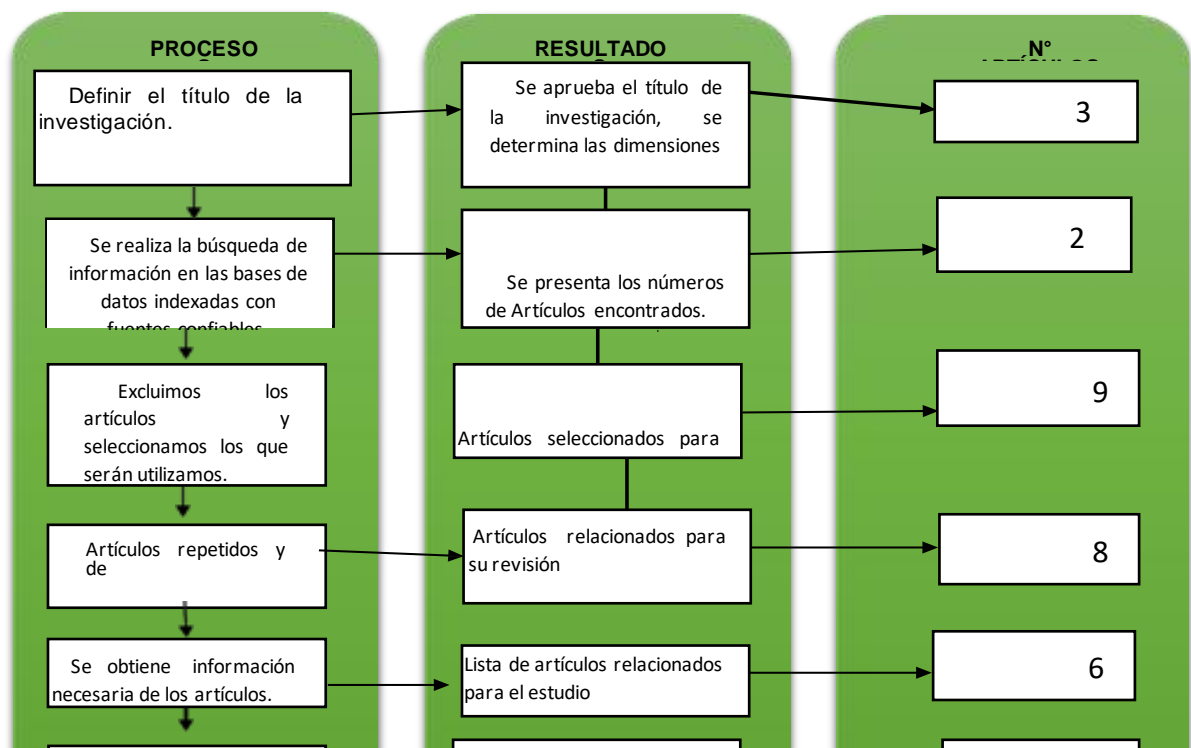 PROCESO
RESULTADO
N°
Definir el título de la
investigación.
Se aprueba el título de
la investigación, se
determina las dimensiones
3
Se realiza la búsqueda de
información en las bases de
datos indexadas con
fuentes confiables
Se presenta los números
de Artículos encontrados.
2
Excluimos los
artículos y
seleccionamos los que
serán utilizamos.
Artículos seleccionados para
9
Artículos repetidos y
de
Artículos relacionados para
su revisión
8
Se obtiene información
necesaria de los artículos.
Lista de artículos relacionados
para el estudio
6